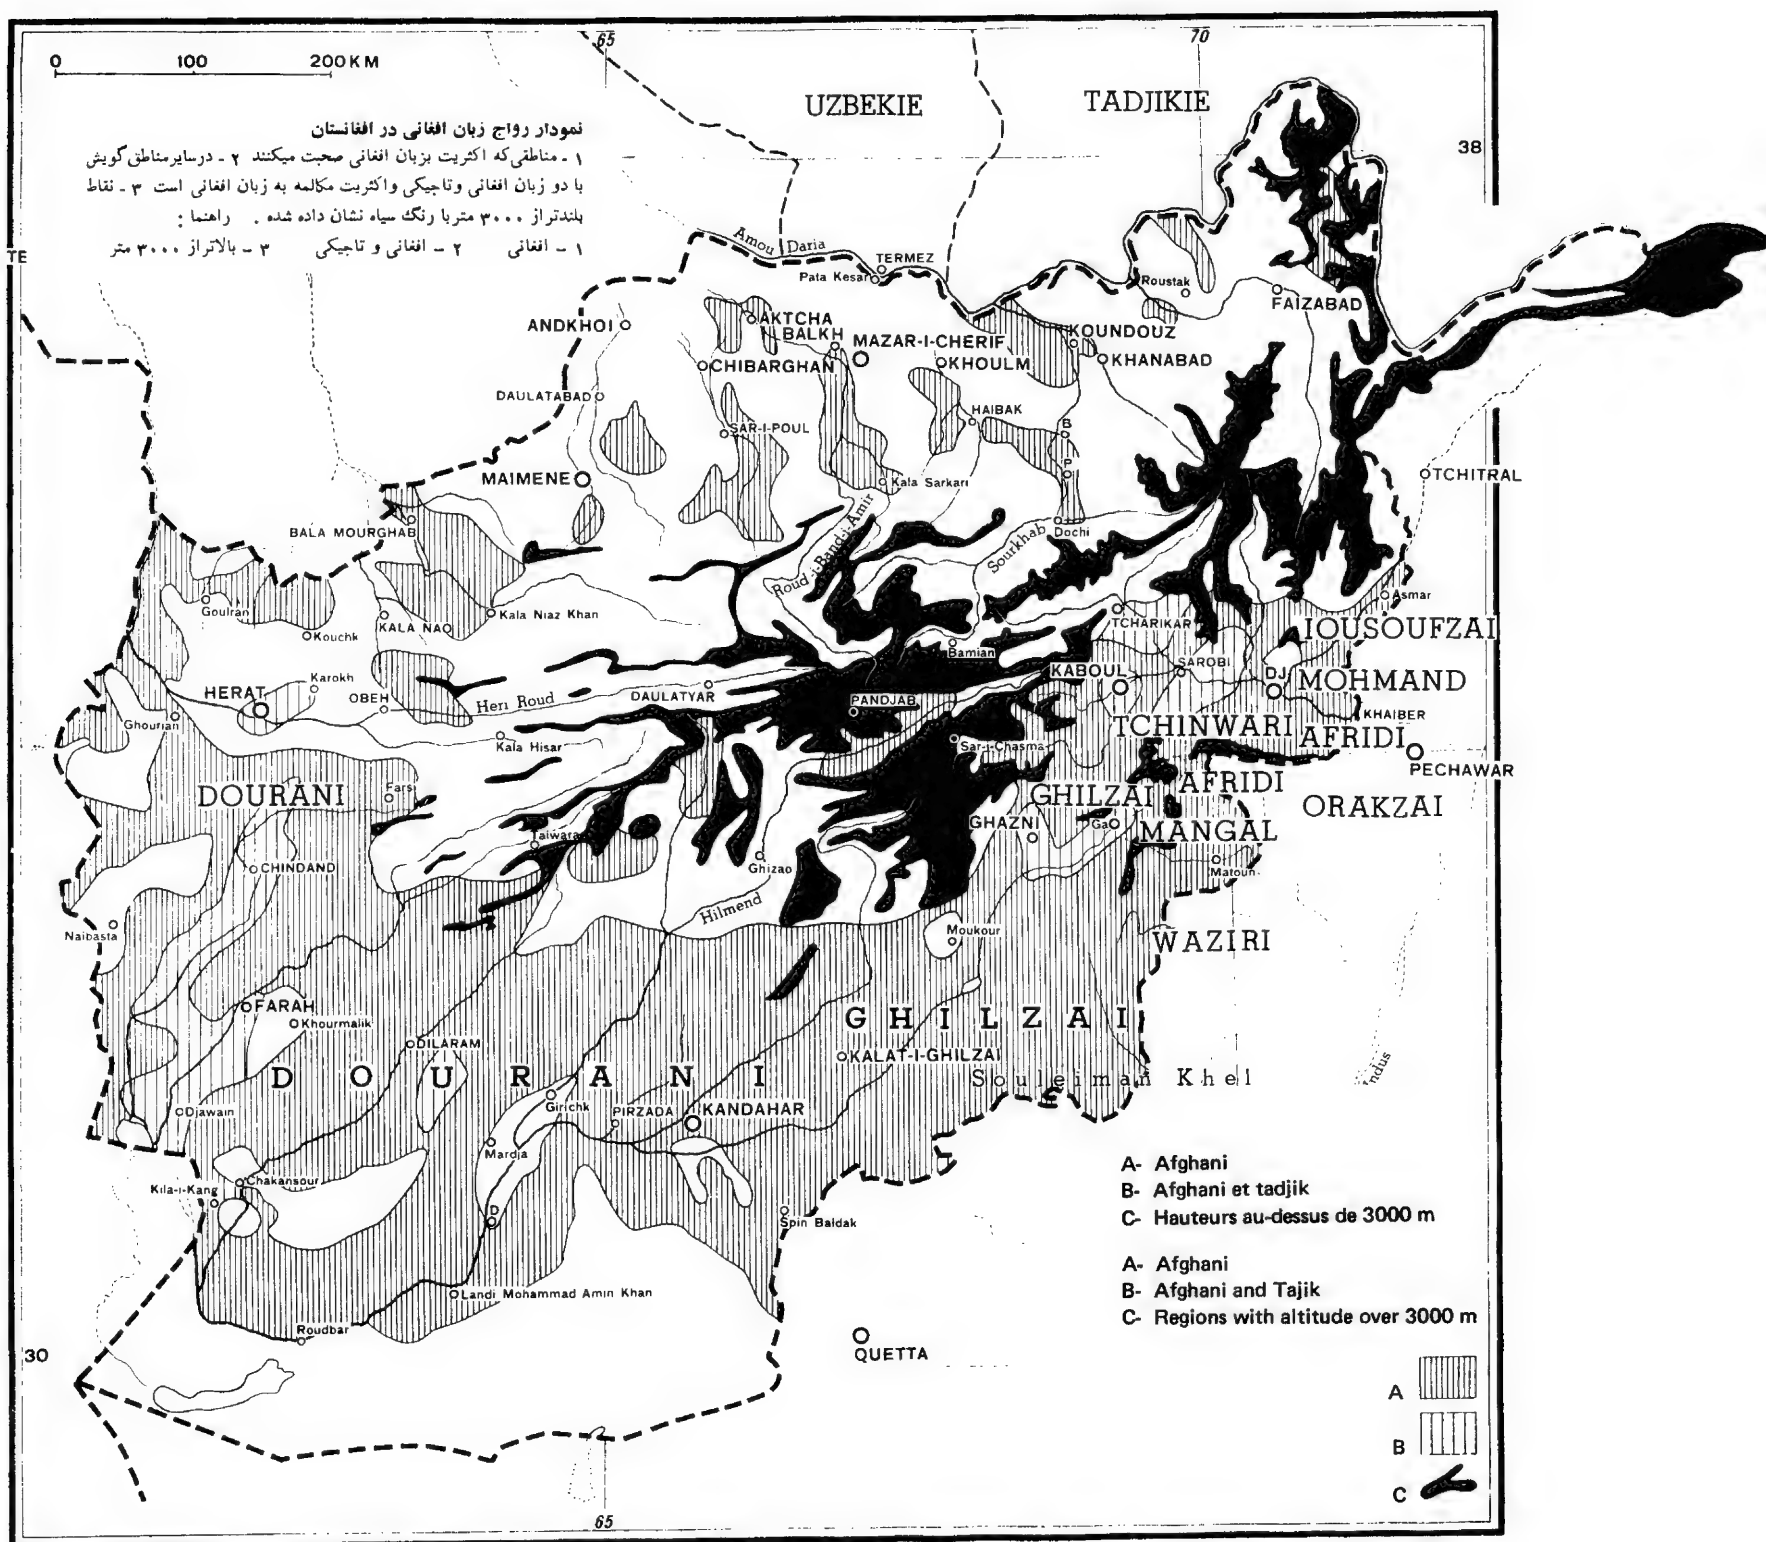 65
70
0 100 200 KM
UZBEKIE
TADJIKIE
نمودار رواج زبان افغانی در افغانستان
۱ - مناطقی‌که اکثریت بزبان افغانی صحبت میکنند ۲ - درسایرمناطق گویش
با دو زبان افغانی وتاجیکی واکثریت مکالمه به زبان افغانی است ۳ - نقاط
بلندتراز ۳۰۰۰ متربا رنگ سیاه نشان داده شده . راهنما :
۱ - افغانی ۲ - افغانی و تاجیکی ۳ - بالاتراز ۳۰۰۰ متر
38
TE
Amou Daria
TERMEZ
Pata Kesar
Roustak
FAIZABAD
ANDKHOI
AKTCHA
BALKH
MAZAR-I-CHERIF
KOUNDOUZ
CHIBARGHAN
KHOULM
KHANABAD
DAULATABAD
HAIBAK
SAR-I-POUL
B
P
MAIMENE
Kala Sarkari
TCHITRAL
BALA MOURGHAB
Roud-i-Band-i-Amir
Sourkhab
Dochi
Goulran
Kala Niaz Khan
Asmar
KALA NAO
Kouchk
TCHARIKAR
IOUSOUFZAI
Bamian
SAROBI
Karokh
KABOUL
DJ
MOHMAND
HERAT
OBEH
Heri Roud
DAULATYAR
PANDJAB
Ghourian
KHAIBER
TCHINWARI
AFRIDI
Kala Hisar
Sar-i-Chasma
PECHAWAR
DOURANI
Farsi
GHILZAI
AFRIDI
ORAKZAI
GHAZNI
Ga
MANGAL
Taiwara
CHINDAND
Ghizao
Matoun
Hilmend
Naibasta
Moukour
WAZIRI
FARAH
Khourmalik
GHILZAI
DILARAM
KALAT-I-GHILZAI
DOURANI
Souleiman Khel
Indus
Djawain
Girichk
PIRZADA
KANDAHAR
Mardja
Kila-i-Kang
Chakansour
D
Spin Baldak
A- Afghani
B- Afghani et tadjik
C- Hauteurs au-dessus de 3000 m
A- Afghani
B- Afghani and Tajik
C- Regions with altitude over 3000 m
Landi Mohammad Amin Khan
Roudbar
30
QUETTA
A
B
C
65